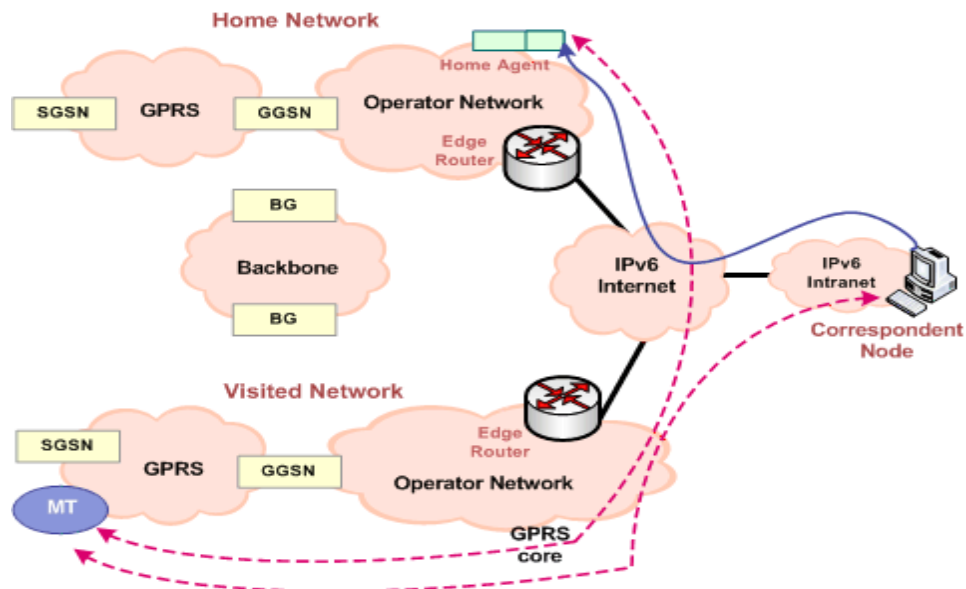 Home Network
Home Agent
SGSN
GPRS
GGSN
Operator Network
Edge
Router
BG
Backbone
BG
IPv6
Internet
IPv6
Intranet
Correspondent
Node
Visited Network
SGSN
GPRS
GGSN
Edge
Router
Operator Network
MT
GPRS
core